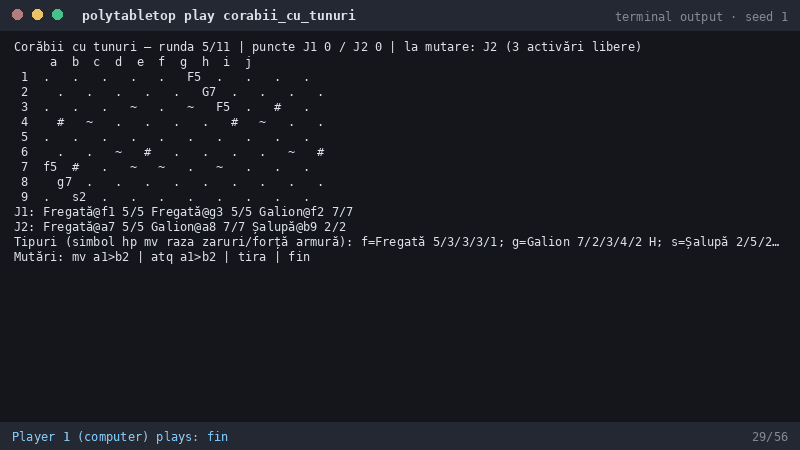 polytabletop play corabii_cu_tunuri
terminal output · seed 1
Corăbii cu tunuri — runda 5/11 | puncte J1 0 / J2 0 | la mutare: J2 (3 activări libere)
a b c d e f g h i j
1 . . . . . F5 . . . .
2 . . . . . G7 . . . .
3 . . . ~ . ~ F5 . # .
4 # ~ . . . . # ~ . .
5 . . . . . . . . . .
6 . . ~ # . . . . ~ #
7 f5 # . ~ ~ . ~ . . .
8 g7 . . . . . . . . .
9 . s2 . . . . . . . .
J1: Fregată@f1 5/5 Fregată@g3 5/5 Galion@f2 7/7
J2: Fregată@a7 5/5 Galion@a8 7/7 Șalupă@b9 2/2
Tipuri (simbol hp mv raza zaruri/forță armură): f=Fregată 5/3/3/3/1; g=Galion 7/2/3/4/2 H; s=Șalupă 2/5/2…
Mutări: mv a1>b2 | atq a1>b2 | tira | fin
Player 1 (computer) plays: fin
29/56